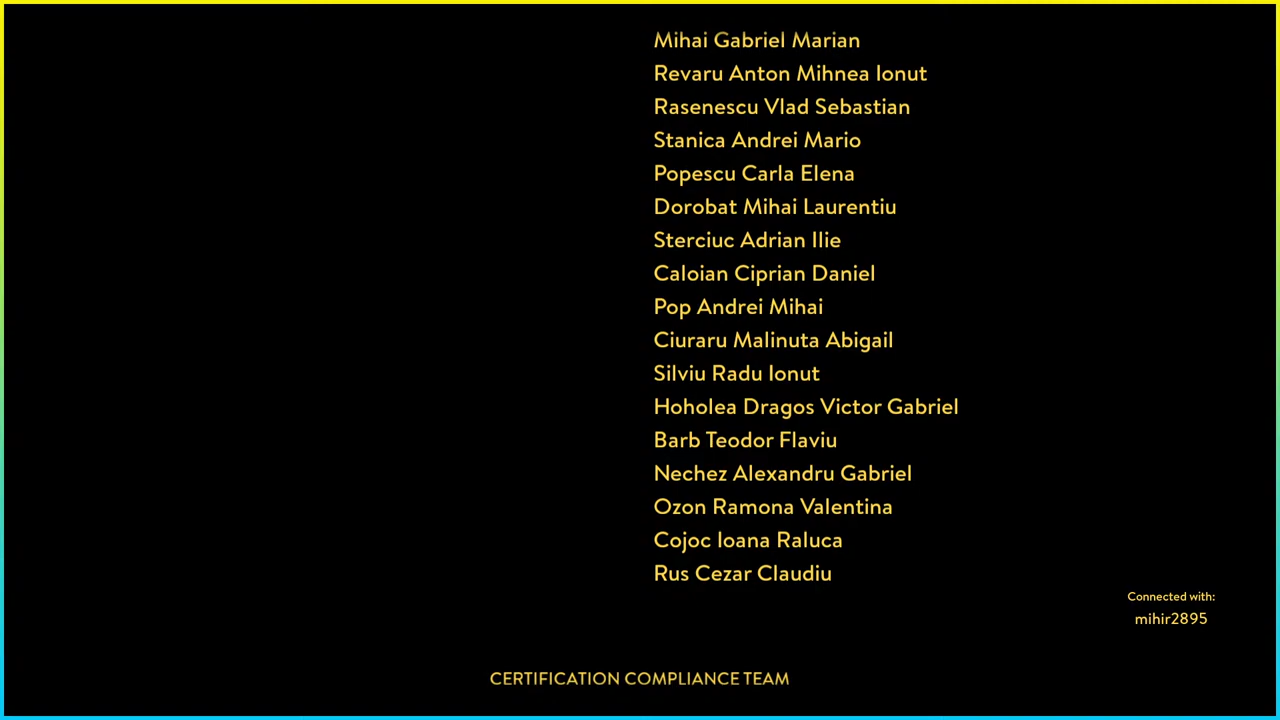 Mihai Gabriel Marian
Revaru Anton Mihnea Ionut
Rasenescu Vlad Sebastian
Stanica Andrei Mario
Popescu Carla Elena
Dorobat Mihai Laurentiu
Sterciuc Adrian Ilie
Caloian Ciprian Daniel
Pop Andrei Mihai
Ciuraru Malinuta Abigail
Silviu Radu Ionut
Hoholea Dragos Victor Gabriel
Barb Teodor Flaviu
Nechez Alexandru Gabriel
Ozon Ramona Valentina
Cojoc Ioana Raluca
Rus Cezar Claudiu
Connected with:
mihir2895
CERTIFICATION COMPLIANCE TEAM